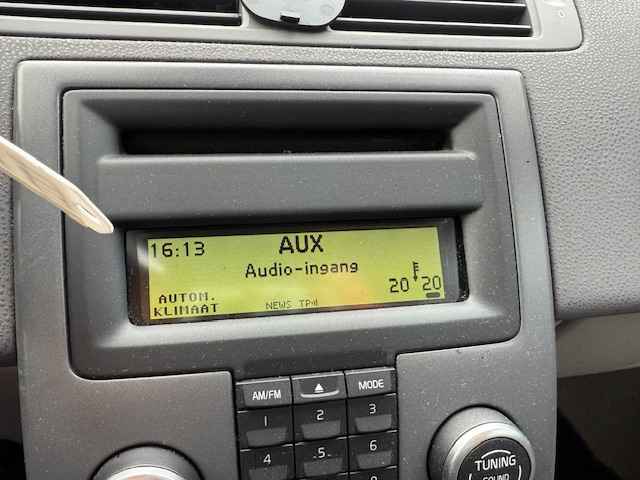 16:13 AUX
Audio-ingang
20 20
AUTOM.
KLIMAAT NEWS TP
AM/FM MODE
1 2 3
4 5 6
TUNING
SOUND